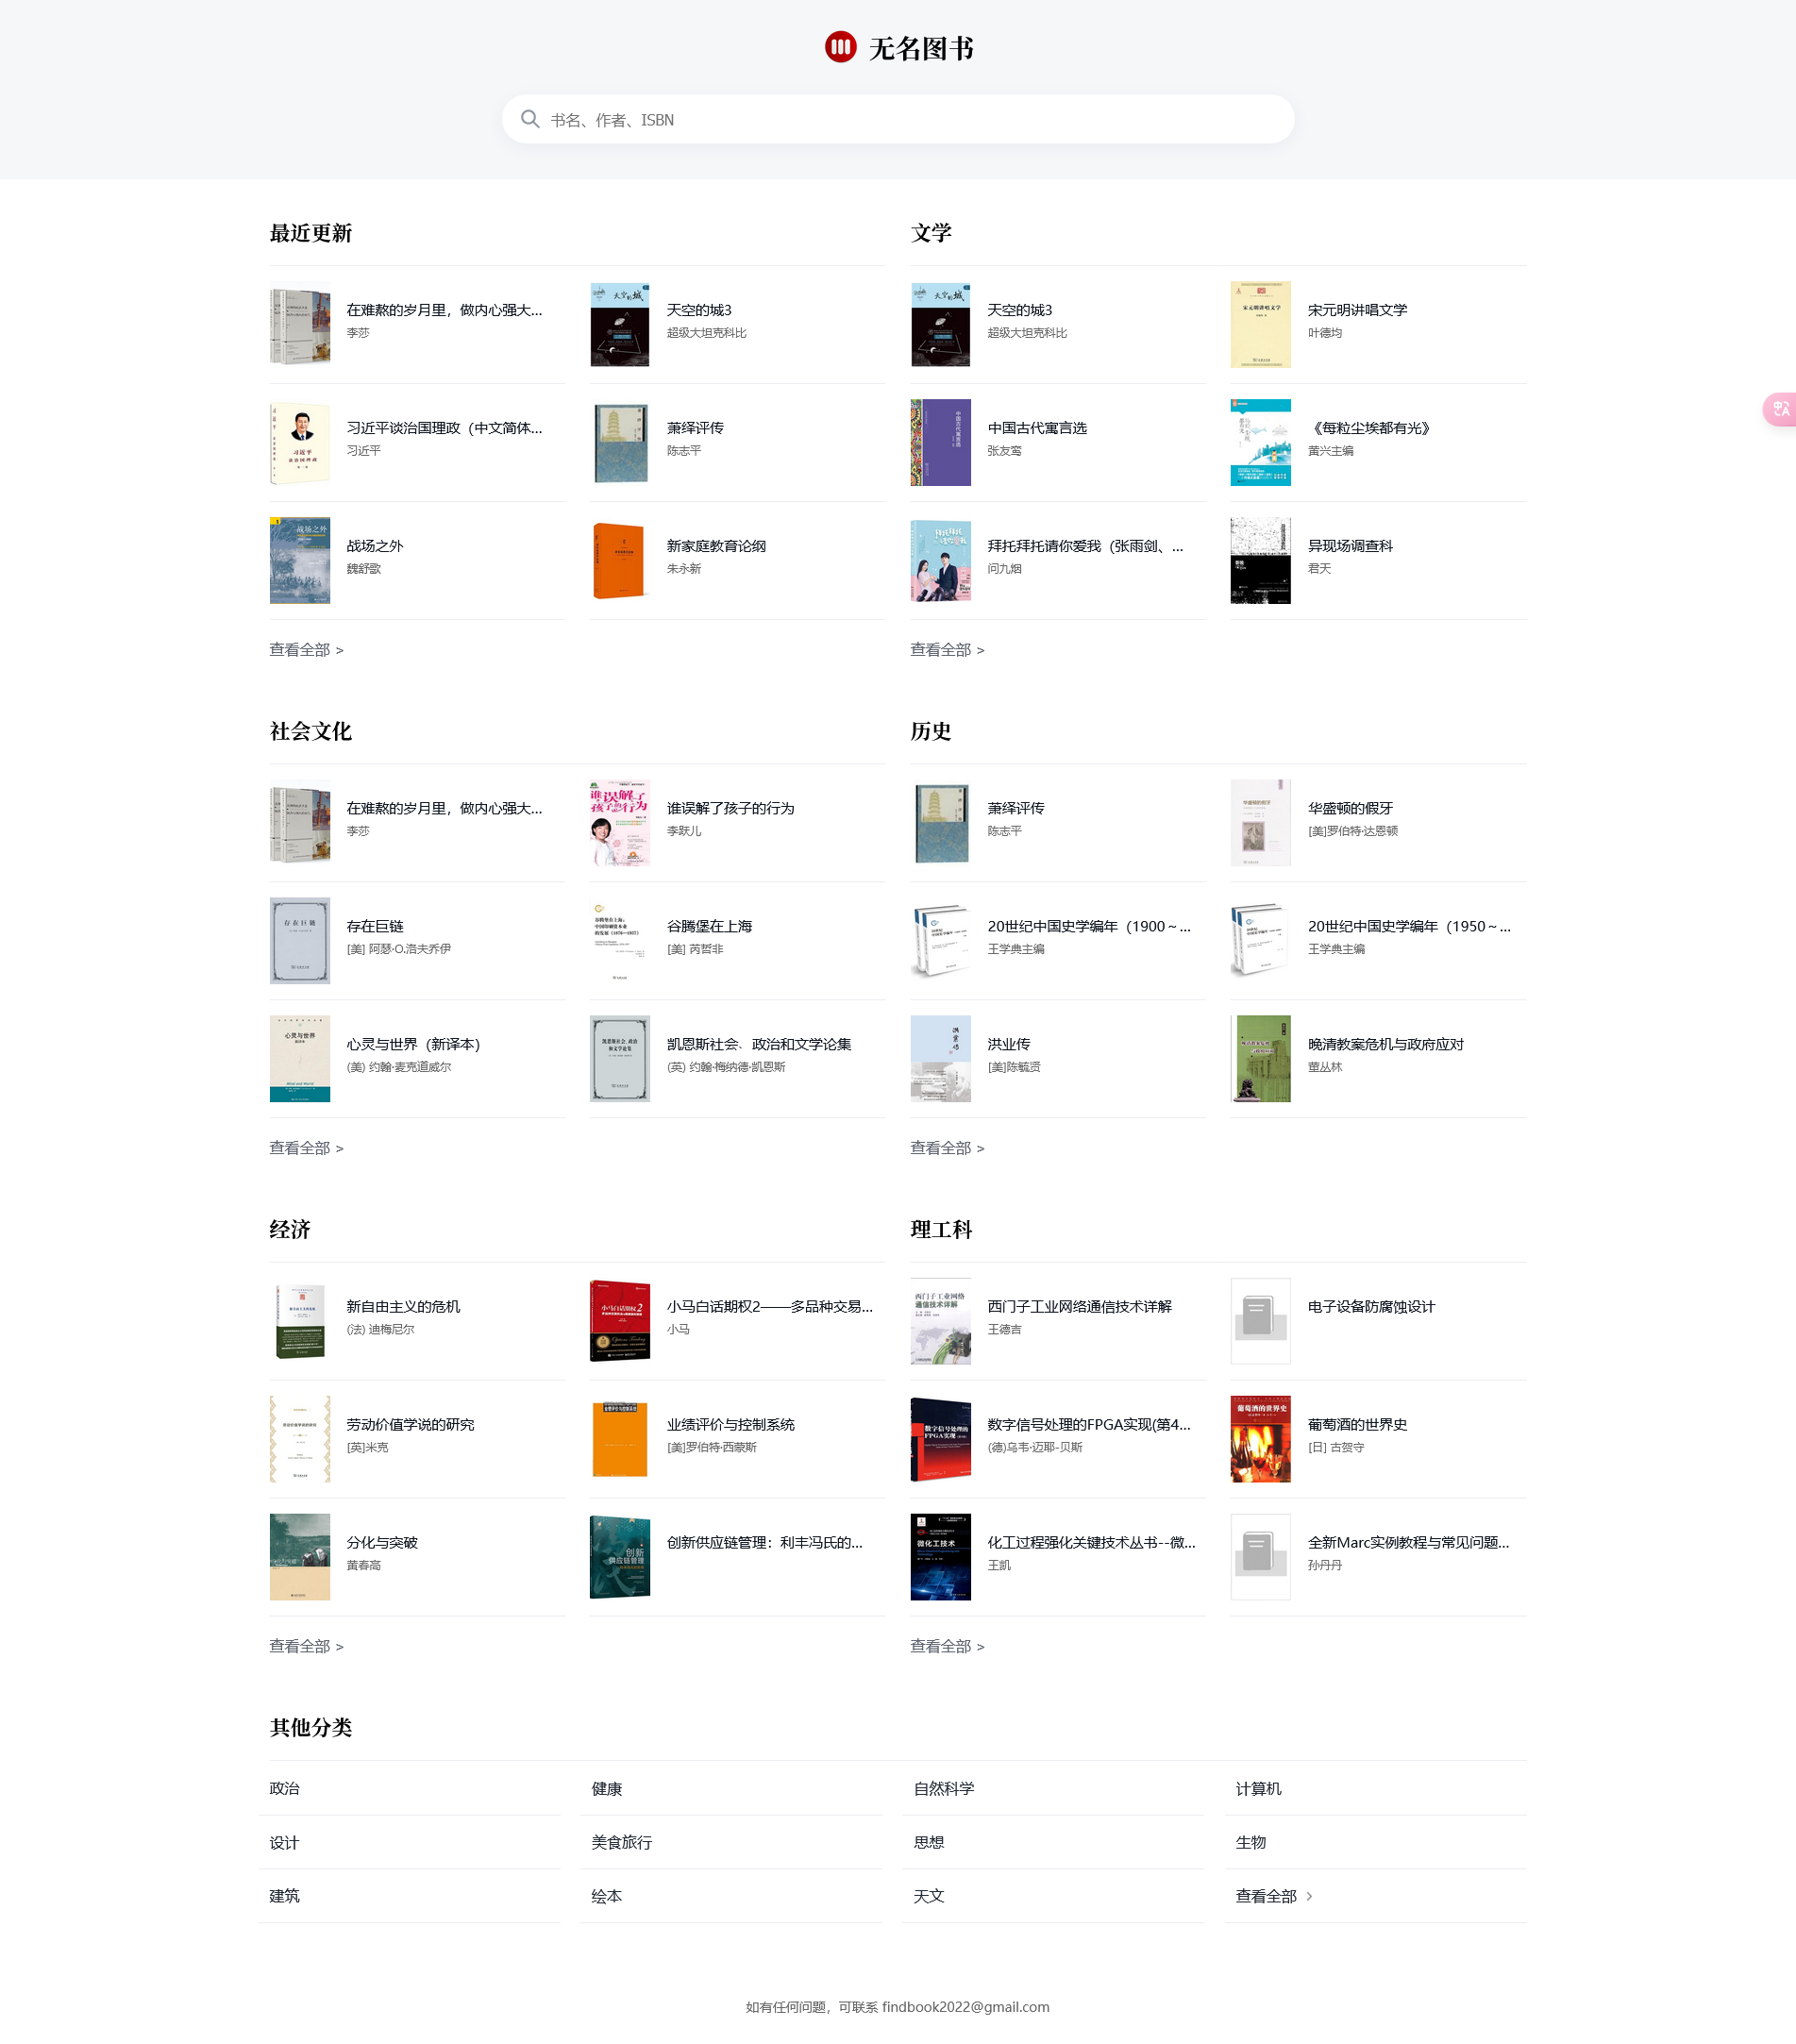 无名图书
书名、作者、ISBN
最近更新
在难熬的岁月里，做内心强大...
李莎
天空的城3
超级大坦克科比
习近平谈治国理政（中文简体...
习近平
萧绎评传
陈志平
战场之外
魏舒歌
新家庭教育论纲
朱永新
查看全部 >
文学
天空的城3
超级大坦克科比
宋元明讲唱文学
叶德均
中国古代寓言选
张友鸾
《每粒尘埃都有光》
黄兴主编
拜托拜托请你爱我（张雨剑、...
问九烟
异现场调查科
君天
查看全部 >
社会文化
在难熬的岁月里，做内心强大...
李莎
谁误解了孩子的行为
李跃儿
存在巨链
[美] 阿瑟·O.洛夫乔伊
谷腾堡在上海
[美] 芮哲非
心灵与世界（新译本）
(美) 约翰·麦克道威尔
凯恩斯社会、政治和文学论集
(英) 约翰·梅纳德·凯恩斯
查看全部 >
历史
萧绎评传
陈志平
华盛顿的假牙
[美]罗伯特·达恩顿
20世纪中国史学编年（1900～...
王学典主编
20世纪中国史学编年（1950～...
王学典主编
洪业传
[美]陈毓贤
晚清教案危机与政府应对
董丛林
查看全部 >
经济
新自由主义的危机
(法) 迪梅尼尔
小马白话期权2——多品种交易...
小马
劳动价值学说的研究
[英]米克
业绩评价与控制系统
[美]罗伯特·西蒙斯
分化与突破
黄春高
创新供应链管理：利丰冯氏的...
查看全部 >
理工科
西门子工业网络通信技术详解
王德吉
电子设备防腐蚀设计
数字信号处理的FPGA实现(第4...
(德)乌韦·迈耶-贝斯
葡萄酒的世界史
[日] 古贺守
化工过程强化关键技术丛书--微...
王凯
全新Marc实例教程与常见问题...
孙丹丹
查看全部 >
其他分类
政治
健康
自然科学
计算机
设计
美食旅行
思想
生物
建筑
绘本
天文
查看全部 >
如有任何问题，可联系 findbook2022@gmail.com